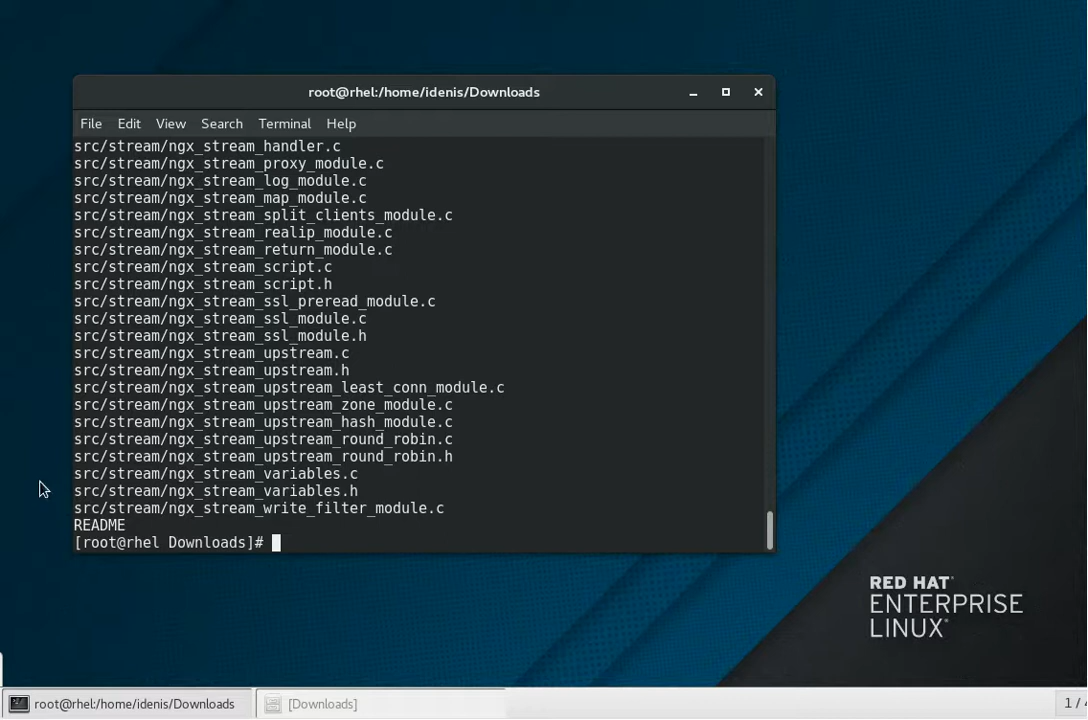 root@rhel:/home/idenis/Downloads
File Edit View Search Terminal Help
src/stream/ngx_stream_handler.c
src/stream/ngx_stream_proxy_module.c
src/stream/ngx_stream_log_module.c
src/stream/ngx_stream_map_module.c
src/stream/ngx_stream_split_clients_module.c
src/stream/ngx_stream_realip_module.c
src/stream/ngx_stream_return_module.c
src/stream/ngx_stream_script.c
src/stream/ngx_stream_script.h
src/stream/ngx_stream_ssl_preread_module.c
src/stream/ngx_stream_ssl_module.c
src/stream/ngx_stream_ssl_module.h
src/stream/ngx_stream_upstream.c
src/stream/ngx_stream_upstream.h
src/stream/ngx_stream_upstream_least_conn_module.c
src/stream/ngx_stream_upstream_zone_module.c
src/stream/ngx_stream_upstream_hash_module.c
src/stream/ngx_stream_upstream_round_robin.c
src/stream/ngx_stream_upstream_round_robin.h
src/stream/ngx_stream_variables.c
src/stream/ngx_stream_variables.h
src/stream/ngx_stream_write_filter_module.c
README
[root@rhel Downloads]#
RED HAT
ENTERPRISE
LINUX
root@rhel:/home/idenis/Downloads [Downloads] 1 /